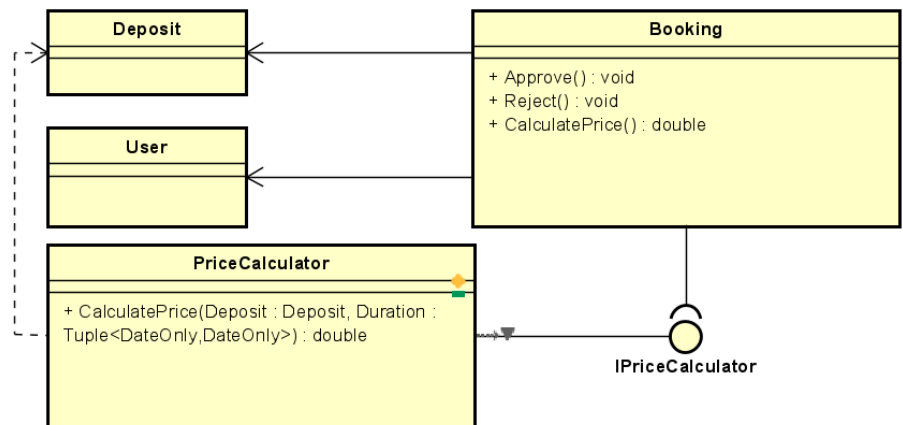 Deposit
Booking
+ Approve() : void
+ Reject() : void
+ CalculatePrice() : double
User
PriceCalculator
+ CalculatePrice(Deposit : Deposit, Duration :
Tuple<DateOnly,DateOnly>) : double
IPriceCalculator